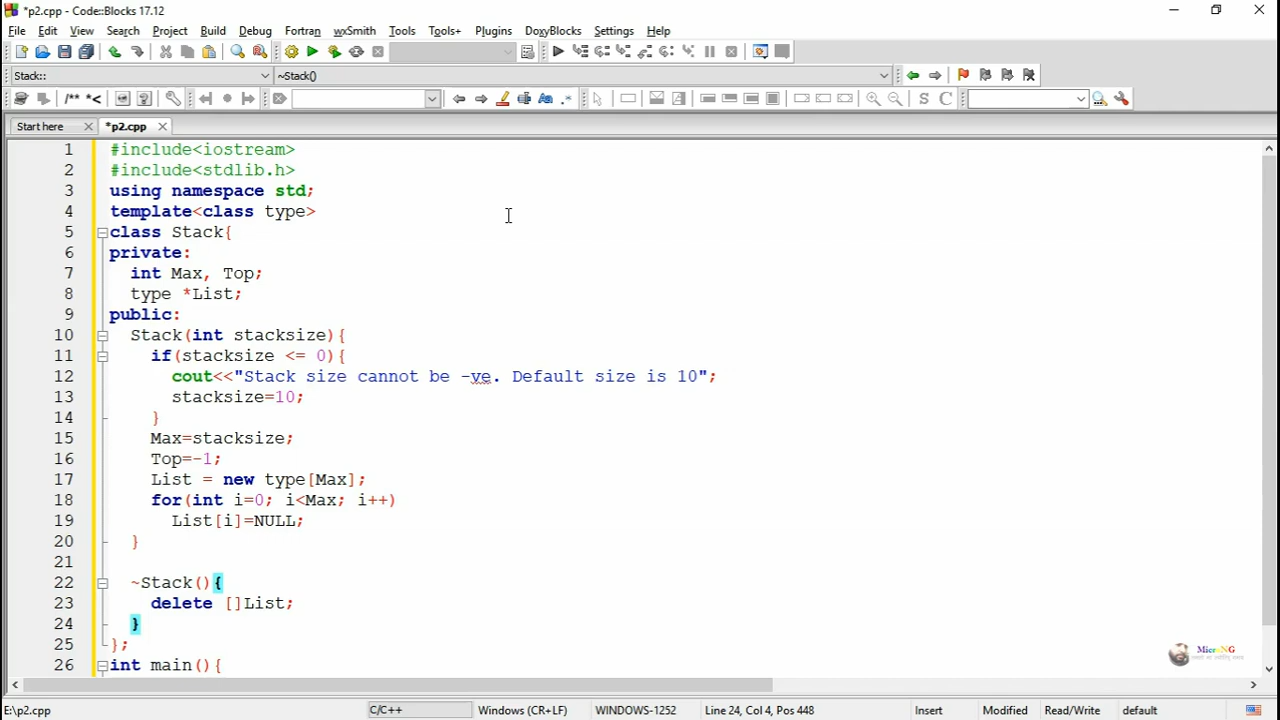 *p2.cpp - Code::Blocks 17.12
File Edit View Search Project Build Debug Fortran wxSmith Tools Tools+ Plugins DoxyBlocks Settings Help
Stack:: ~Stack()
/** *<
S C
Start here *p2.cpp
1 #include<iostream>
2 #include<stdlib.h>
3 using namespace std;
4 template<class type>
5 class Stack{
6 private:
7 int Max, Top;
8 type *List;
9 public:
10 Stack(int stacksize){
11 if(stacksize <= 0){
12 cout<<"Stack size cannot be -ve. Default size is 10";
13 stacksize=10;
14 }
15 Max=stacksize;
16 Top=-1;
17 List = new type[Max];
18 for(int i=0; i<Max; i++)
19 List[i]=NULL;
20 }
21
22 ~Stack(){
23 delete []List;
24 }
25 };
26 int main(){
MicroNG
E:\p2.cpp C/C++ Windows (CR+LF) WINDOWS-1252 Line 24, Col 4, Pos 448 Insert Modified Read/Write default